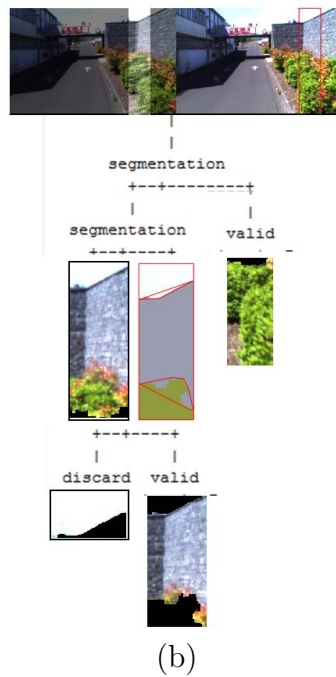 |
|
segmentation
+--+---------+
| |
segmentation valid
+--+-----+
+--+-----+
| |
discard valid
(b)